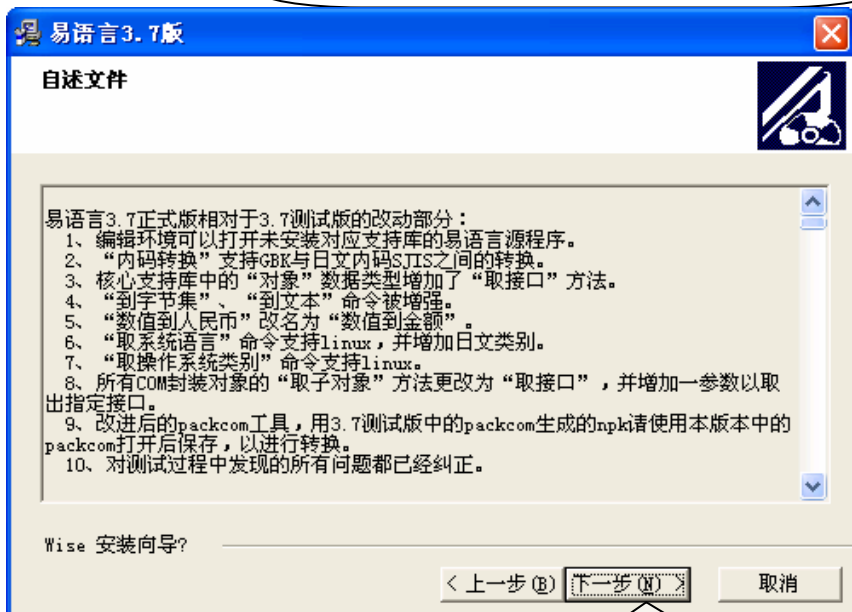 易语言3.7版
自述文件
易语言3.7正式版相对于3.7测试版的改动部分：
1、编辑环境可以打开未安装对应支持库的易语言源程序。
2、“内码转换”支持GBK与日文内码SJIS之间的转换。
3、核心支持库中的“对象”数据类型增加了“取接口”方法。
4、“到字节集”、“到文本”命令被增强。
5、“数值到人民币”改名为“数值到金额”。
6、“取系统语言”命令支持linux，并增加日文类别。
7、“取操作系统类别”命令支持linux。
8、所有COM封装对象的“取子对象”方法更改为“取接口”，并增加一参数以取
出指定接口。
9、改进后的packcom工具，用3.7测试版中的packcom生成的npk请使用本版本中的
packcom打开后保存，以进行转换。
10、对测试过程中发现的所有问题都已经纠正。
Wise 安装向导?
< 上一步(B) 下一步(N) > 取消